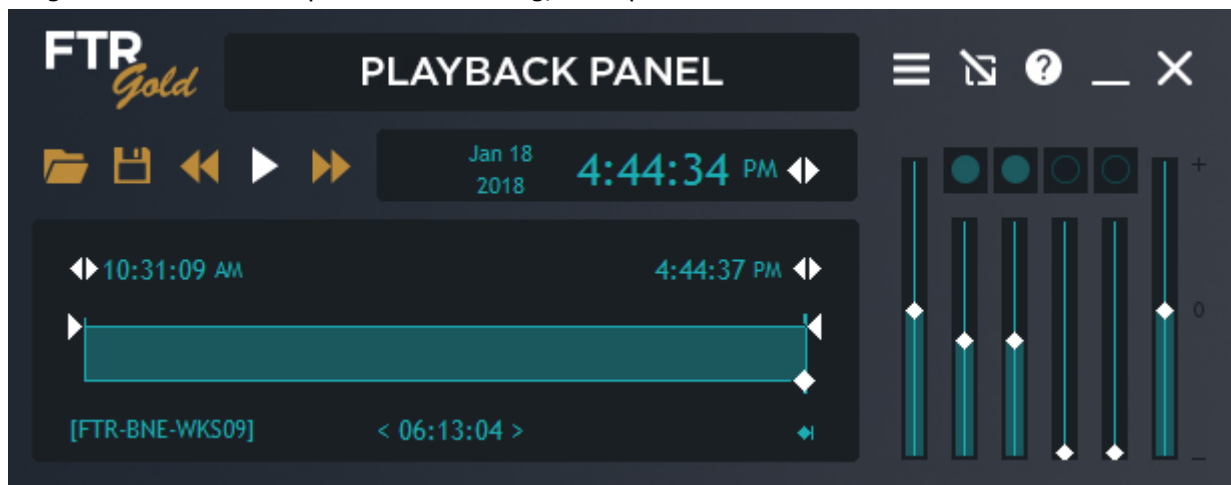 FTR
Gold
PLAYBACK PANEL
Jan 18
2018
4:44:34 PM
10:31:09 AM
4:44:37 PM
[FTR-BNE-WKS09]
< 06:13:04 >
+
0
–